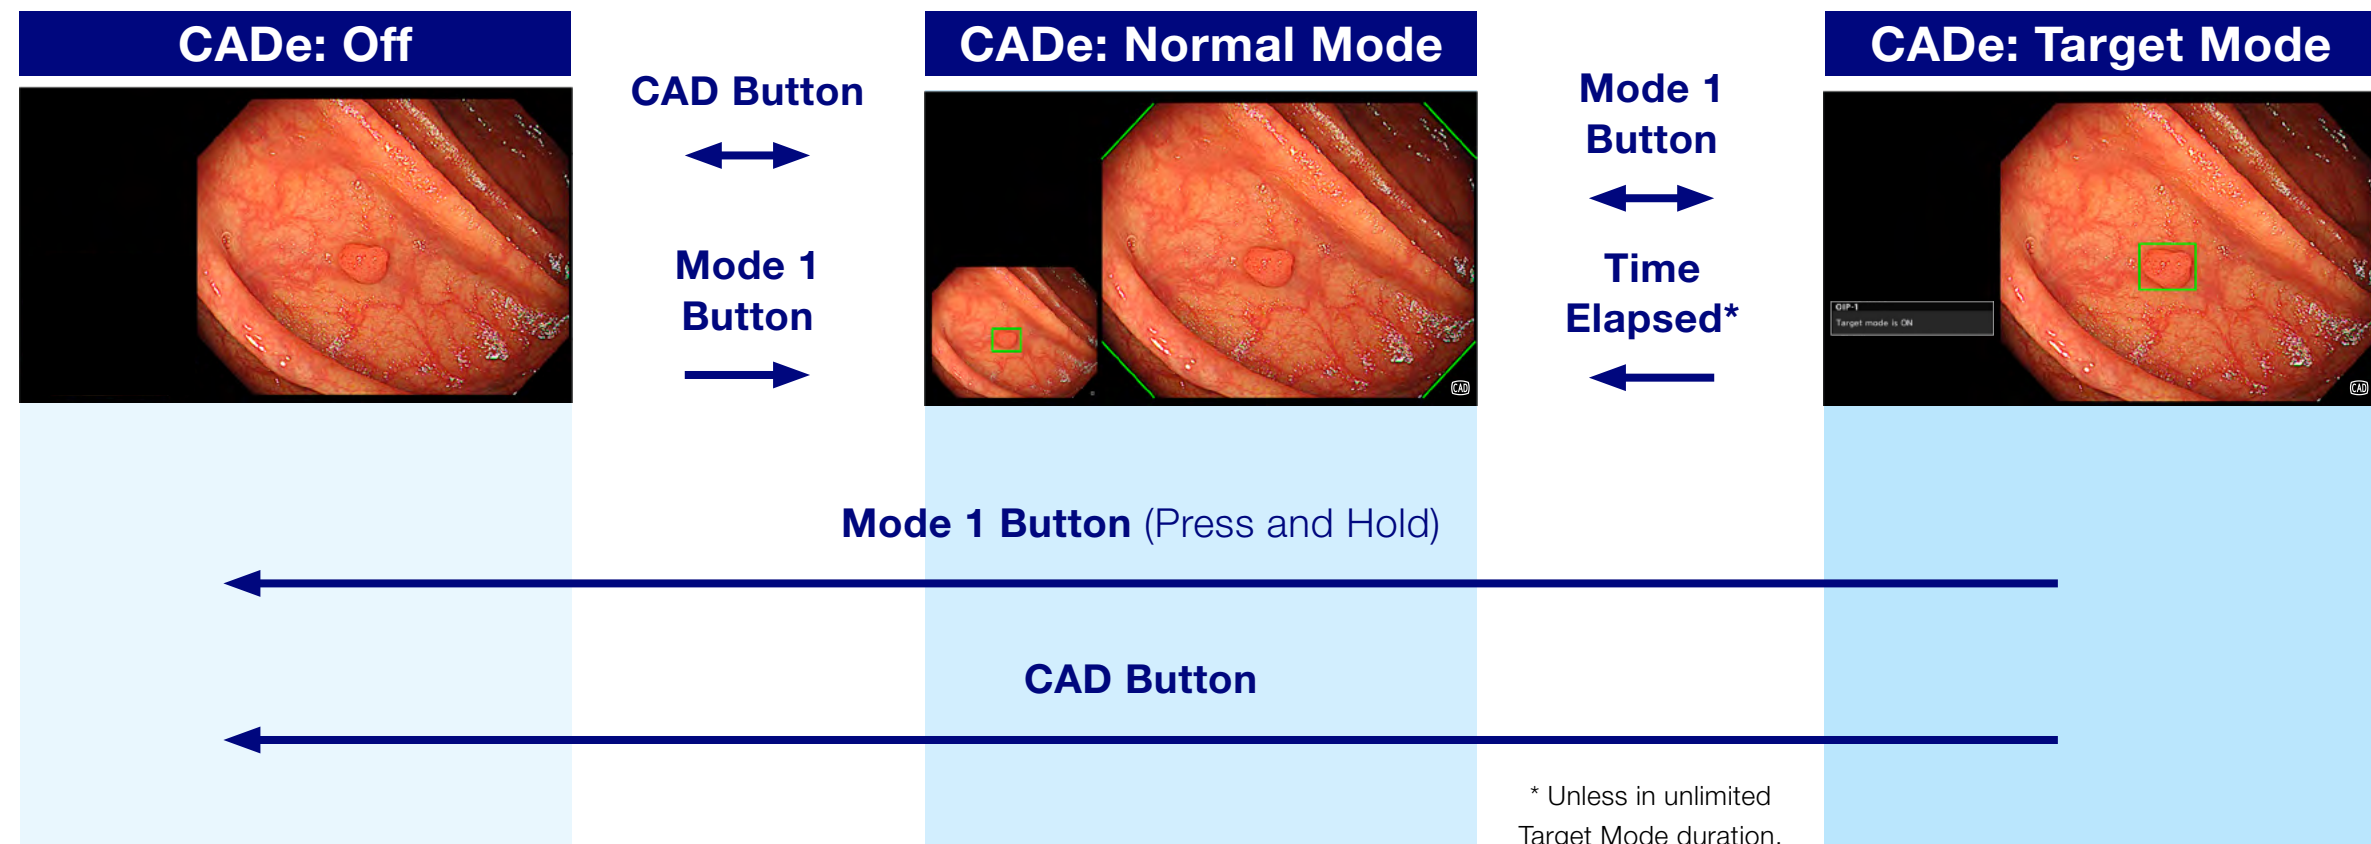 CADe: Off
CADe: Normal Mode
CADe: Target Mode
CAD Button
Mode 1
Button
Mode 1
Button
Time
Elapsed*
OIP-1
Target mode is ON
CAD
CAD
Mode 1 Button (Press and Hold)
CAD Button
* Unless in unlimited
Target Mode duration.